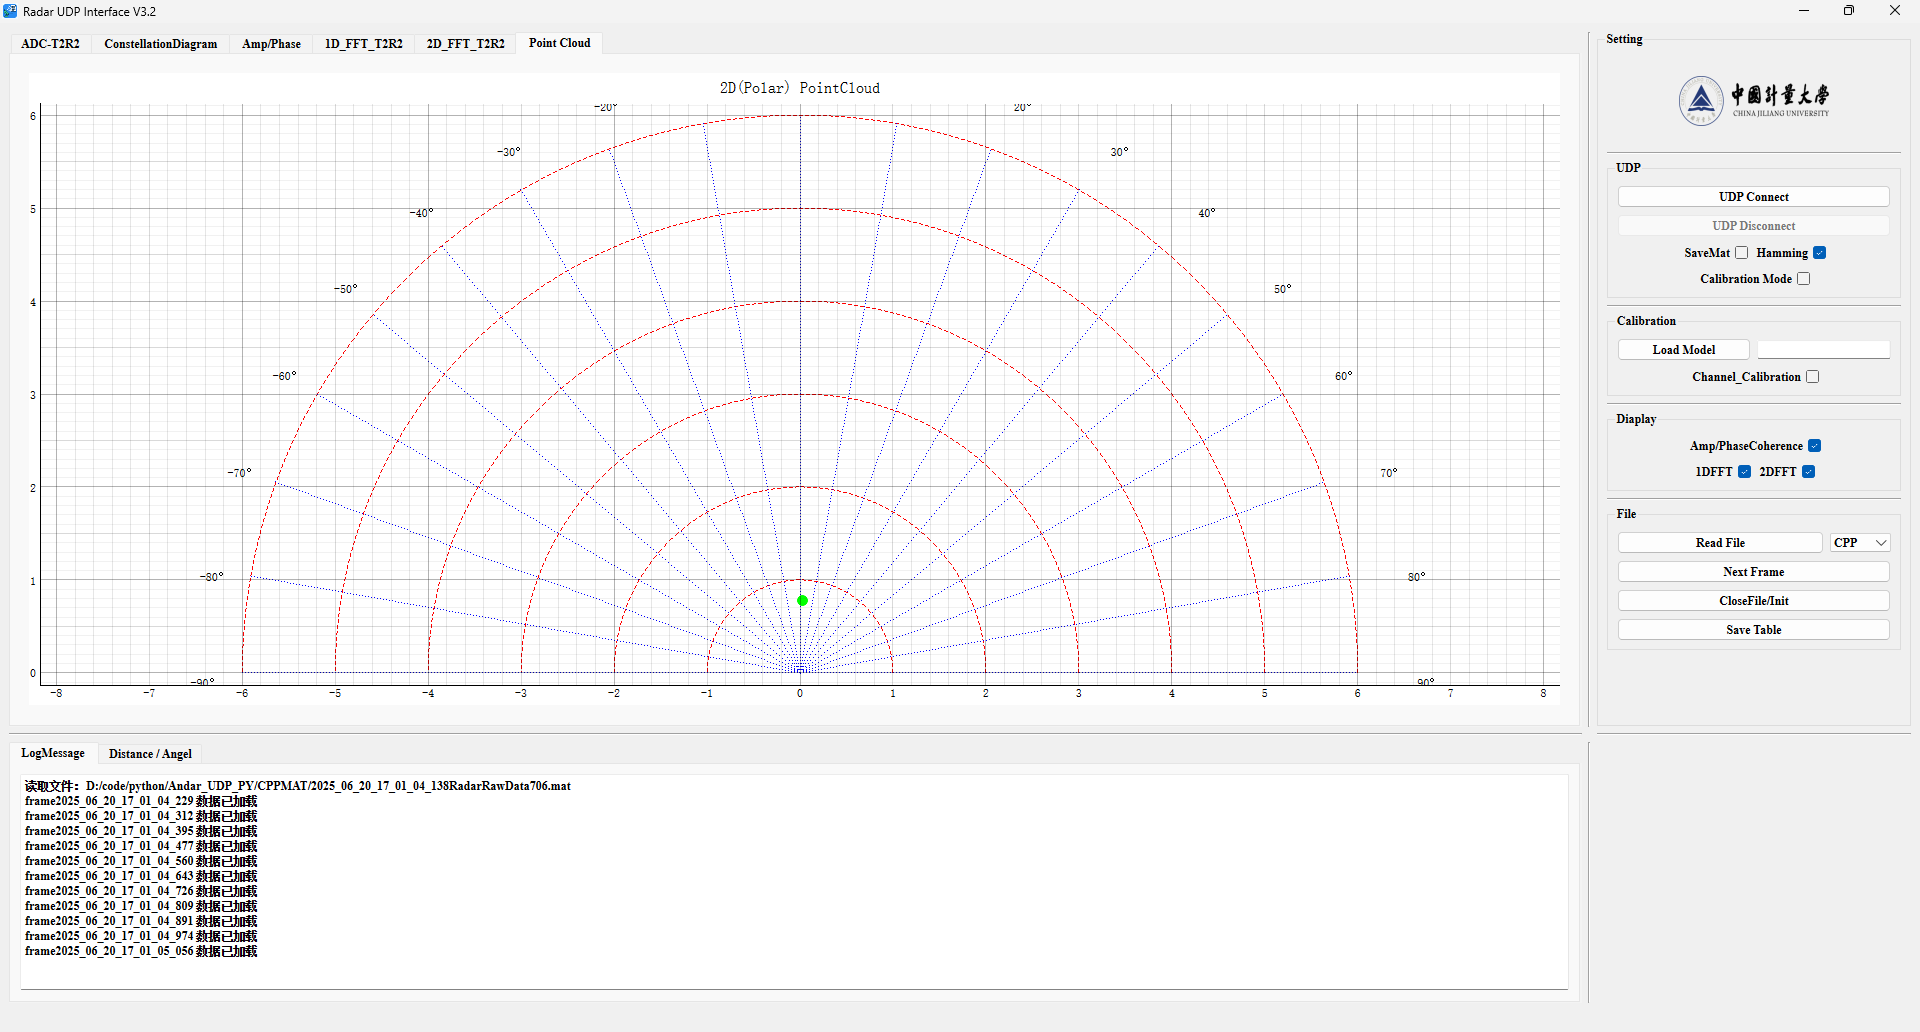 Radar UDP Interface V3.2
ADC-T2R2 ConstellationDiagram Amp/Phase 1D_FFT_T2R2 2D_FFT_T2R2 Point Cloud
2D(Polar) PointCloud
-20° 20°
-30° 30°
-40° 40°
-50° 50°
-60° 60°
-70° 70°
-80° 80°
-90° 90°
6
5
4
3
2
1
0
-8 -7 -6 -5 -4 -3 -2 -1 0 1 2 3 4 5 6 7 8
Setting
中國計量大學
CHINA JILIANG UNIVERSITY
UDP
UDP Connect
UDP Disconnect
SaveMat Hamming
Calibration Mode
Calibration
Load Model
Channel_Calibration
Diaplay
Amp/PhaseCoherence
1DFFT 2DFFT
File
Read File CPP
Next Frame
CloseFile/Init
Save Table
LogMessage Distance / Angel
读取文件：D:/code/python/Andar_UDP_PY/CPPMAT/2025_06_20_17_01_04_138RadarRawData706.mat
frame2025_06_20_17_01_04_229 数据已加载
frame2025_06_20_17_01_04_312 数据已加载
frame2025_06_20_17_01_04_395 数据已加载
frame2025_06_20_17_01_04_477 数据已加载
frame2025_06_20_17_01_04_560 数据已加载
frame2025_06_20_17_01_04_643 数据已加载
frame2025_06_20_17_01_04_726 数据已加载
frame2025_06_20_17_01_04_809 数据已加载
frame2025_06_20_17_01_04_891 数据已加载
frame2025_06_20_17_01_04_974 数据已加载
frame2025_06_20_17_01_05_056 数据已加载